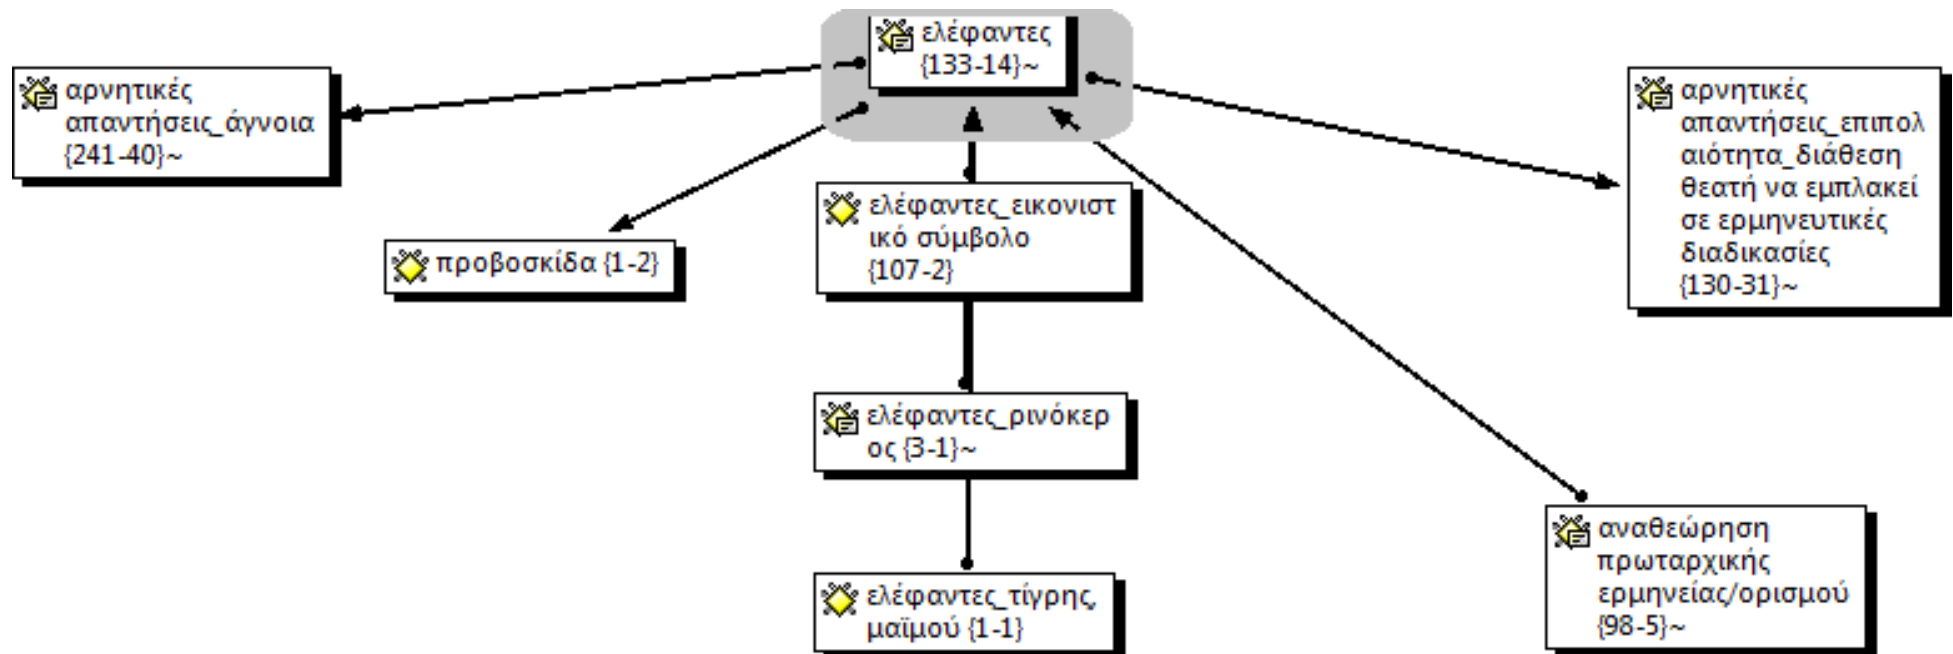 ελέφαντες
{133-14}~
αρνητικές
απαντήσεις_άγνοια
{241-40}~
αρνητικές
απαντήσεις_επιπολ
αιότητα_διάθεση
θεατή να εμπλακεί
σε ερμηνευτικές
διαδικασίες
{130-31}~
προβοσκίδα {1-2}
ελέφαντες_εικονιστ
ικό σύμβολο
{107-2}
ελέφαντες_ρινόκερ
ος {3-1}~
αναθεώρηση
πρωταρχικής
ερμηνείας/ορισμού
{98-5}~
ελέφαντες_τίγρης,
μαϊμού {1-1}